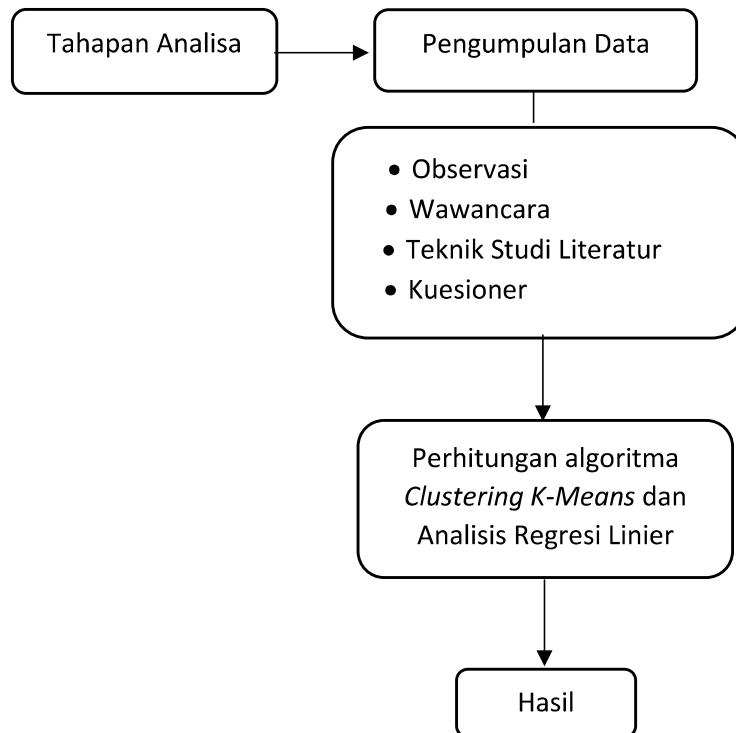 Tahapan Analisa
Pengumpulan Data
• Observasi
• Wawancara
• Teknik Studi Literatur
• Kuesioner
Perhitungan algoritma
Clustering K-Means dan
Analisis Regresi Linier
Hasil